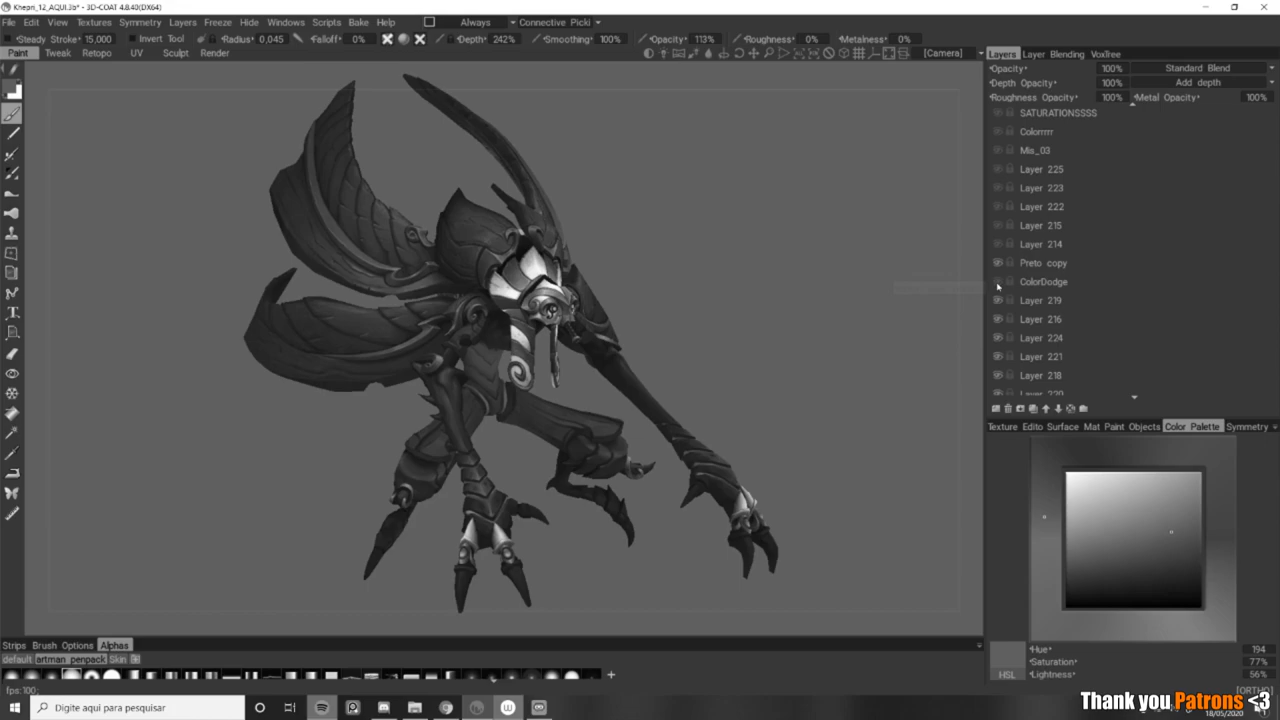 Khepri_12_AQUI.3b* - 3D-COAT 4.8.40(DX64)
File Edit View Textures Symmetry Layers Freeze Hide Windows Scripts Bake Help Always Connective Picki
Steady Stroke 15,000 Invert Tool Radius 0,045 Falloff 0% Depth 242% Smoothing 100% Opacity 113% Roughness 0% Metalness 0%
Paint Tweak Retopo UV Sculpt Render [Camera]
Layers Layer Blending VoxTree
Opacity 100% Standard Blend
Depth Opacity 100% Add depth
Roughness Opacity 100% Metal Opacity 100%
SATURATIONSSSS
Colorrrrr
Mis_03
Layer 225
Layer 223
Layer 222
Layer 215
Layer 214
Preto copy
ColorDodge
Layer 219
Layer 216
Layer 224
Layer 221
Layer 218
Layer 220
Texture Edito Surface Mat Paint Objects Color Palette Symmetry
Hue 194
Saturation 77%
HSL Lightness 56%
Strips Brush Options Alphas
default artman penpack Skin
fps:100;
[ORTHO]
Digite aqui para pesquisar
18/05/2020
Thank you Patrons <3